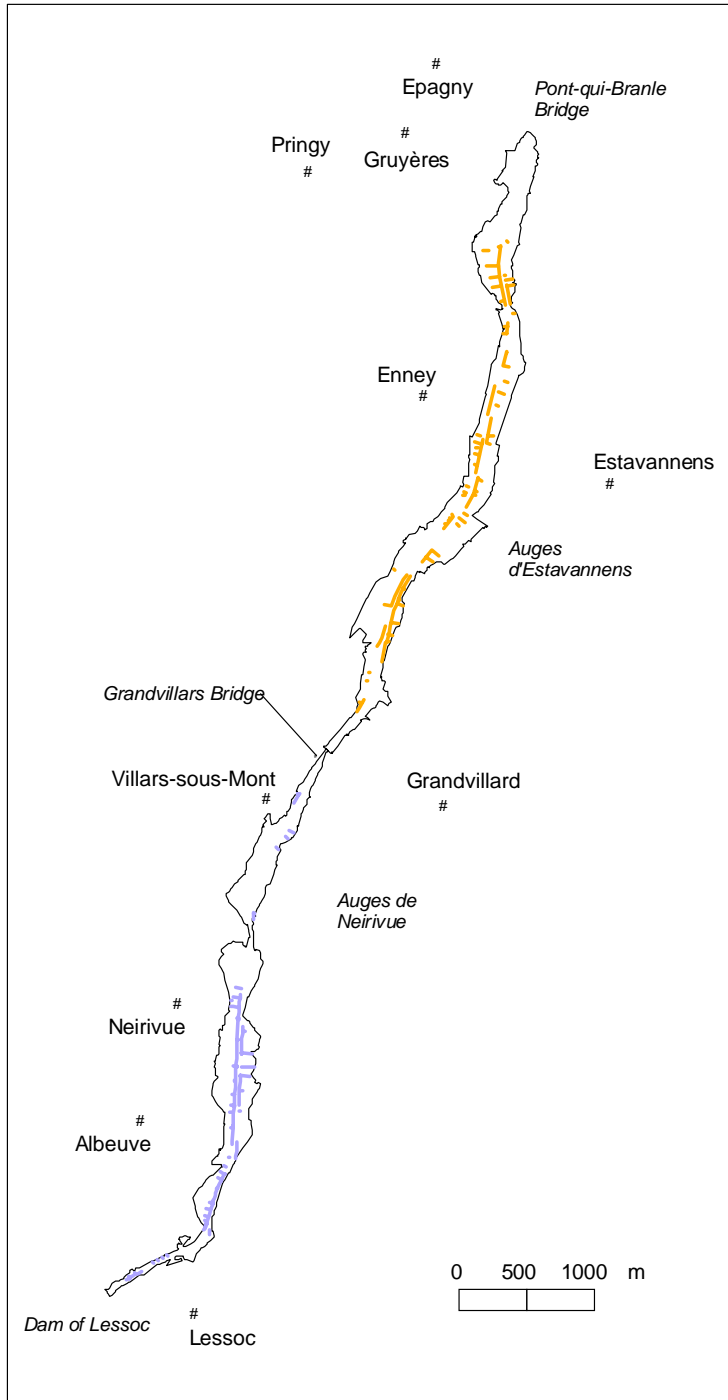 #
Epagny
Pont-qui-Branle
Bridge
#
Gruyères
Pringy
#
Enney
#
Estavannens
#
Auges
d'Estavannens
Grandvillars Bridge
Villars-sous-Mont
#
Grandvillard
#
Auges de
Neirivue
#
Neirivue
#
Albeuve
0 500 1000 m
Dam of Lessoc
#
Lessoc